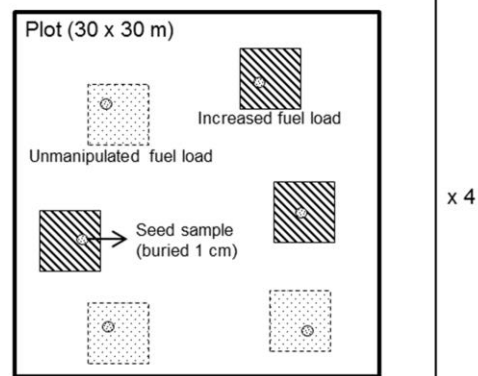 Plot (30 x 30 m)
Increased fuel load
Unmanipulated fuel load
Seed sample
(buried 1 cm)
x 4